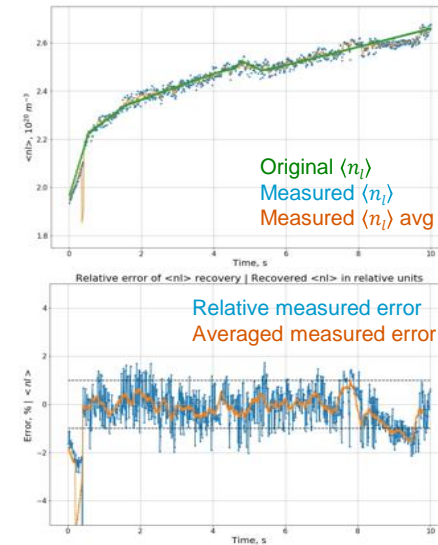 2.6
2.4
2.2
2.0
1.8
<nl>, 10²⁰ m⁻³
Original ⟨nₗ⟩
Measured ⟨nₗ⟩
Measured ⟨nₗ⟩ avg
0 2 4 6 8 10
Time, s
Relative error of <nl> recovery | Recovered <nl> in relative units
Relative measured error
Averaged measured error
4
2
0
−2
−4
Error, % | <nl>
0 2 4 6 8 10
Time, s